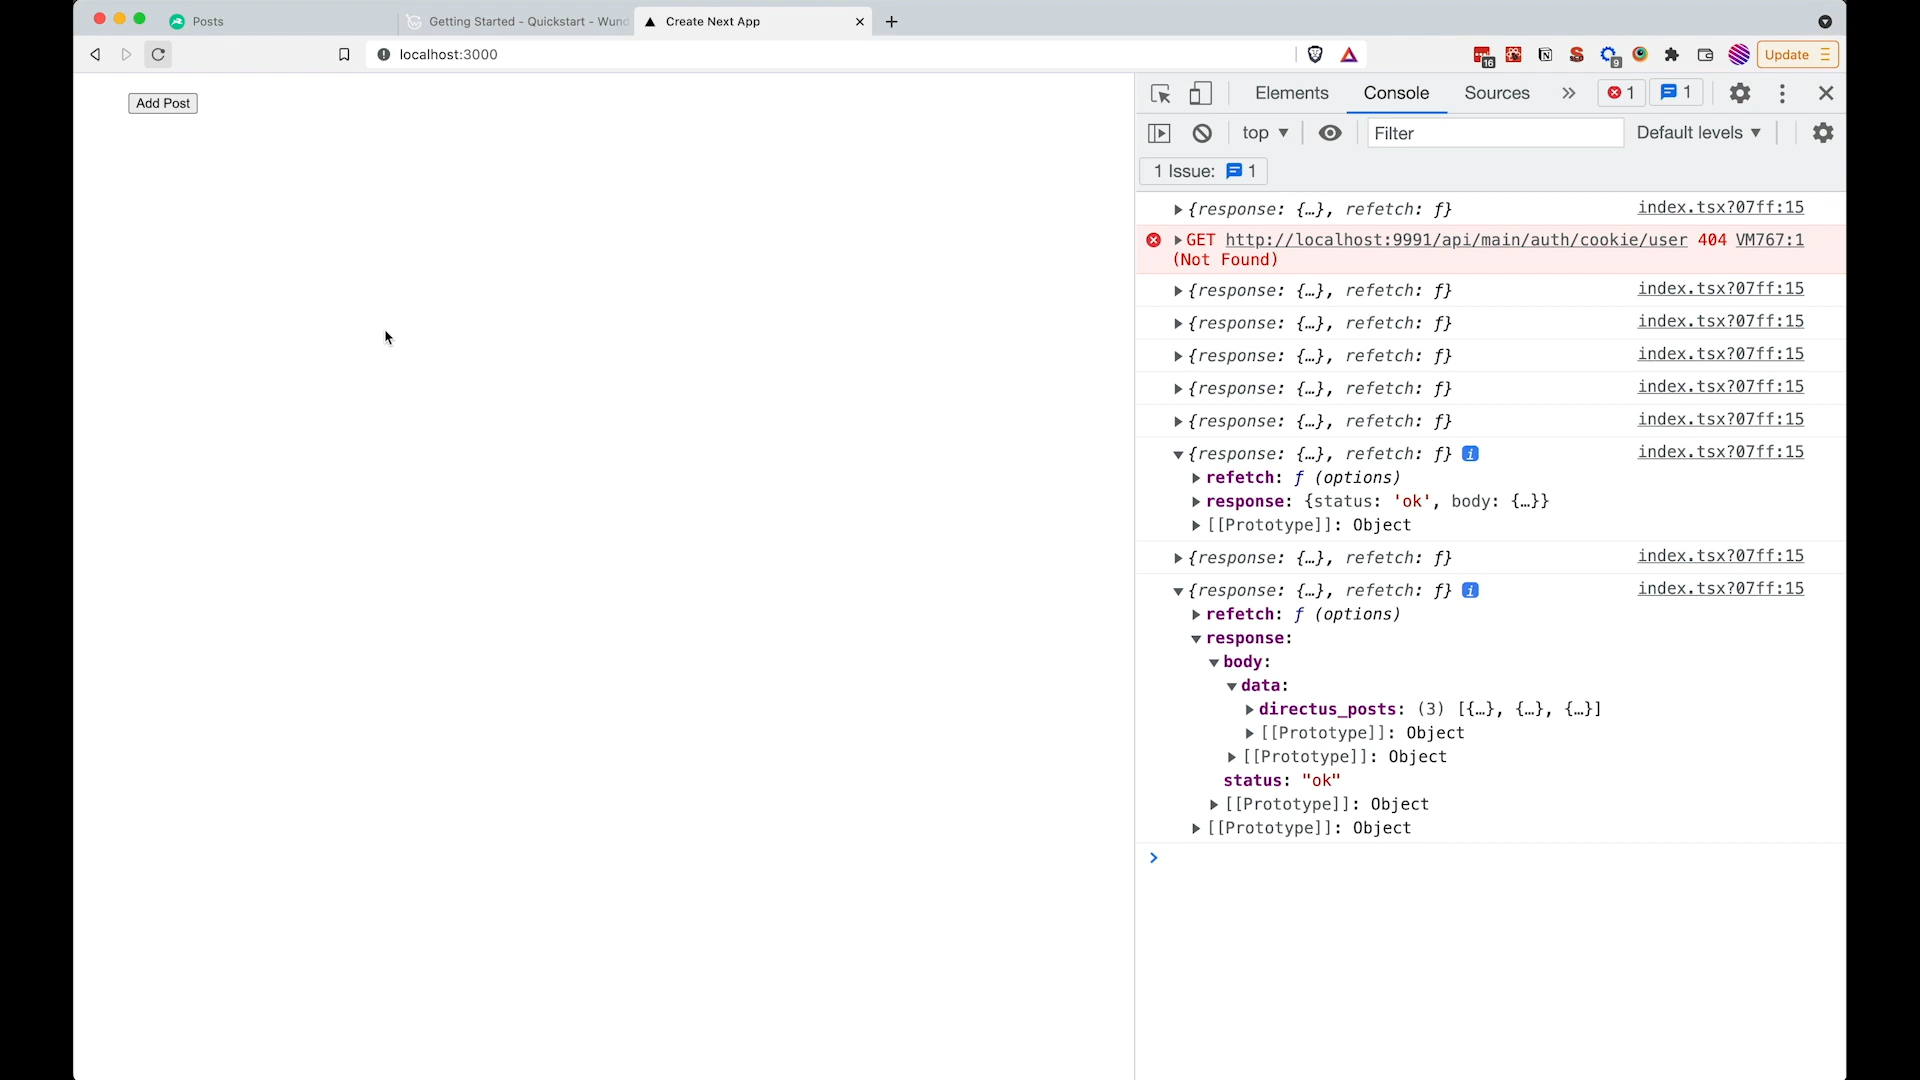 Posts
Getting Started - Quickstart - Wund
Create Next App
localhost:3000
16
9
Update
Add Post
Elements
Console
Sources
1
1
top
Filter
Default levels
1 Issue: 1
{response: {…}, refetch: ƒ} index.tsx?07ff:15
GET http://localhost:9991/api/main/auth/cookie/user 404 VM767:1
(Not Found)
{response: {…}, refetch: ƒ} index.tsx?07ff:15
{response: {…}, refetch: ƒ} index.tsx?07ff:15
{response: {…}, refetch: ƒ} index.tsx?07ff:15
{response: {…}, refetch: ƒ} index.tsx?07ff:15
{response: {…}, refetch: ƒ} index.tsx?07ff:15
{response: {…}, refetch: ƒ} i index.tsx?07ff:15
refetch: ƒ (options)
response: {status: 'ok', body: {…}}
[[Prototype]]: Object
{response: {…}, refetch: ƒ} index.tsx?07ff:15
{response: {…}, refetch: ƒ} i index.tsx?07ff:15
refetch: ƒ (options)
response:
body:
data:
directus_posts: (3) [{…}, {…}, {…}]
[[Prototype]]: Object
[[Prototype]]: Object
status: "ok"
[[Prototype]]: Object
[[Prototype]]: Object